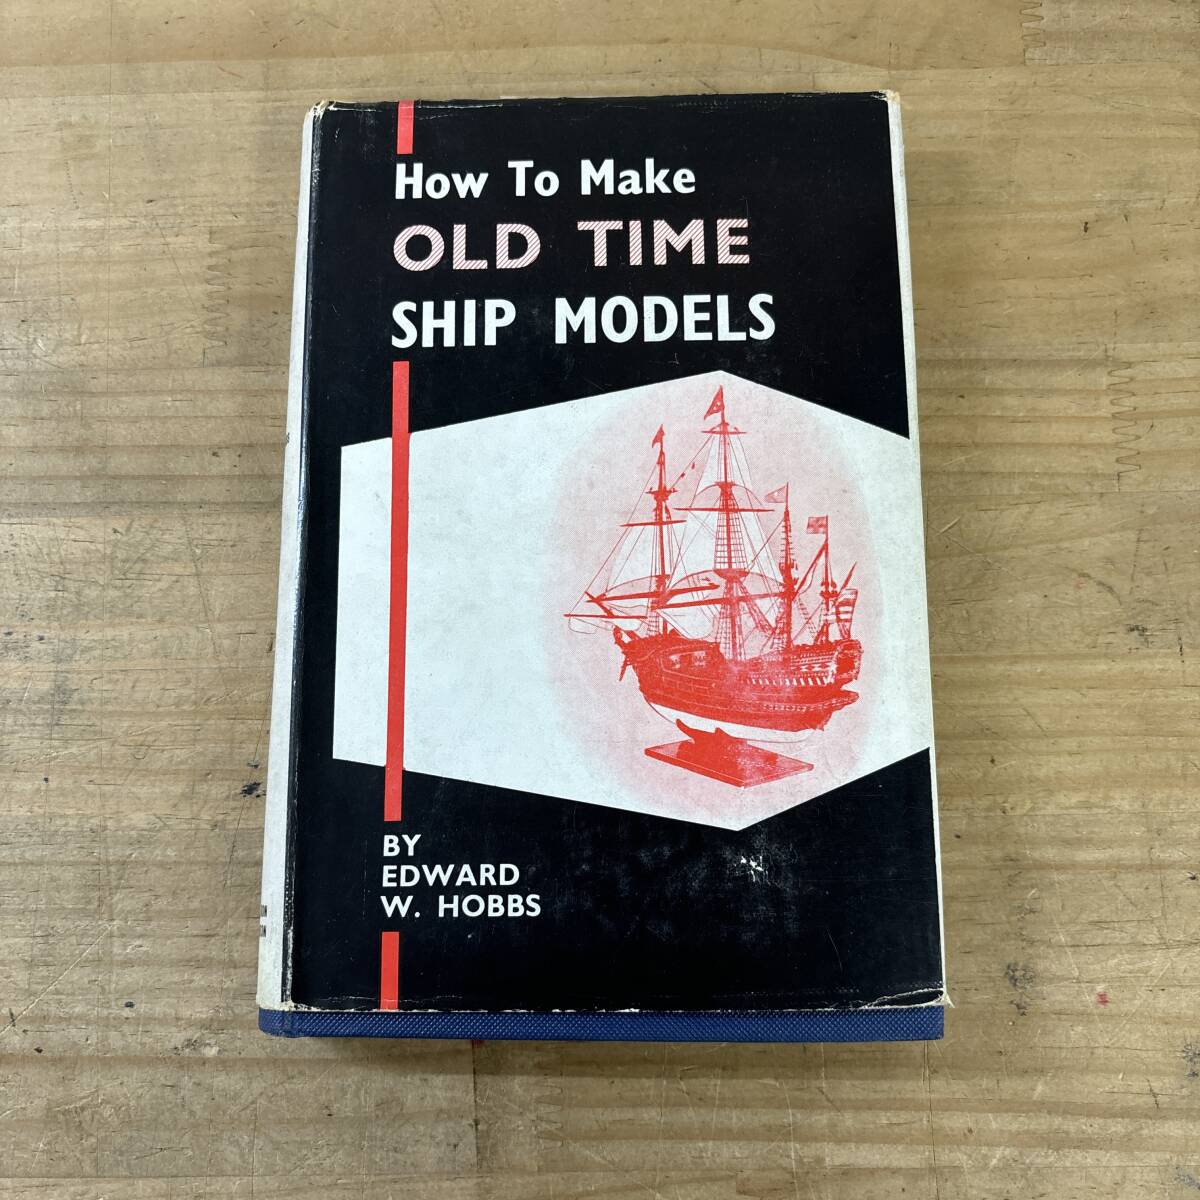 How To Make
OLD TIME
SHIP MODELS
BY
EDWARD
W. HOBBS